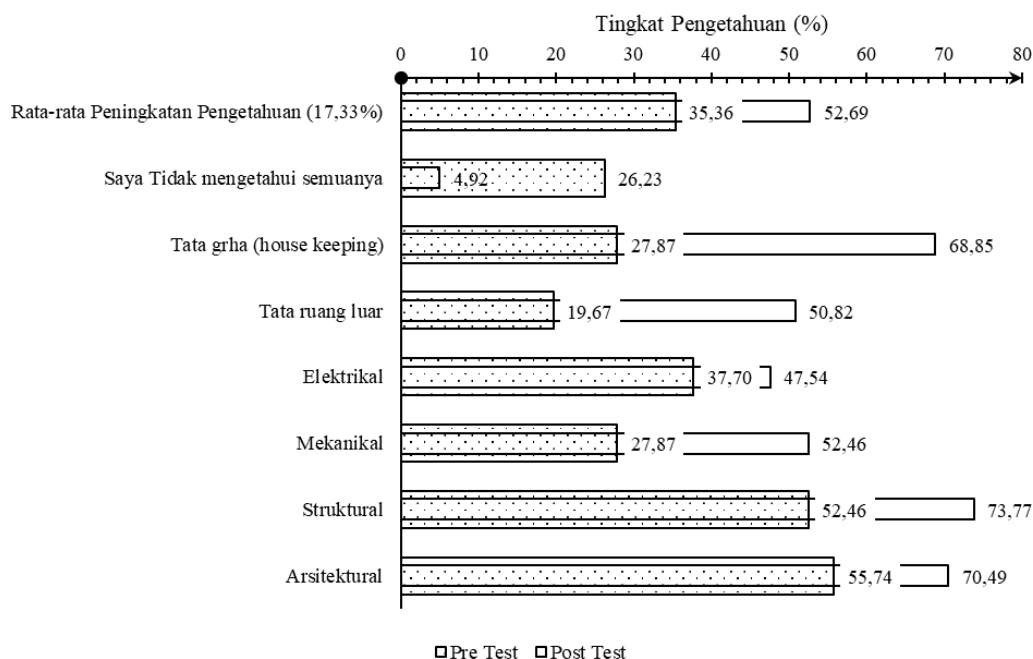 Tingkat Pengetahuan (%)
0 10 20 30 40 50 60 70 80
Rata-rata Peningkatan Pengetahuan (17,33%) 35,36 52,69
Saya Tidak mengetahui semuanya 4,92 26,23
Tata grha (house keeping) 27,87 68,85
Tata ruang luar 19,67 50,82
Elektrikal 37,70 47,54
Mekanikal 27,87 52,46
Struktural 52,46 73,77
Arsitektural 55,74 70,49
Pre Test Post Test